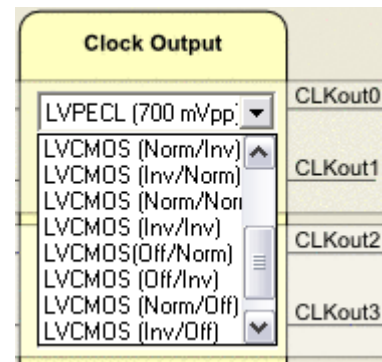 Clock Output
LVPECL (700 mVpp)
CLKout0
LVCMOS (Norm/Inv)
LVCMOS (Inv/Norm)
CLKout1
LVCMOS (Norm/Nor
LVCMOS (Inv/Inv)
CLKout2
LVCMOS(Off/Norm)
LVCMOS (Off/Inv)
LVCMOS (Norm/Off)
CLKout3
LVCMOS (Inv/Off)